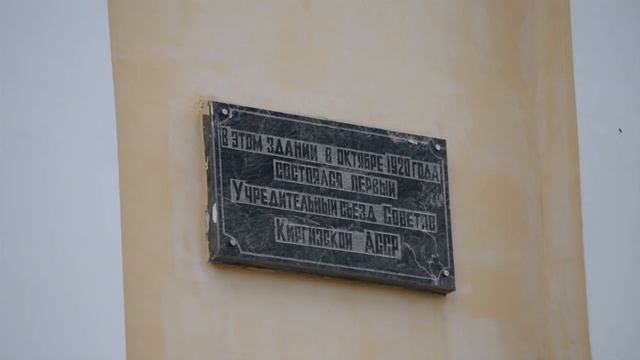 В ЭТОМ ЗДАНИИ В ОКТЯБРЕ 1920 ГОДА
СОСТОЯЛСЯ ПЕРВЫЙ
УЧРЕДИТЕЛЬНЫЙ СЪЕЗД СОВЕТОВ
КИРГИЗСКОЙ АССР